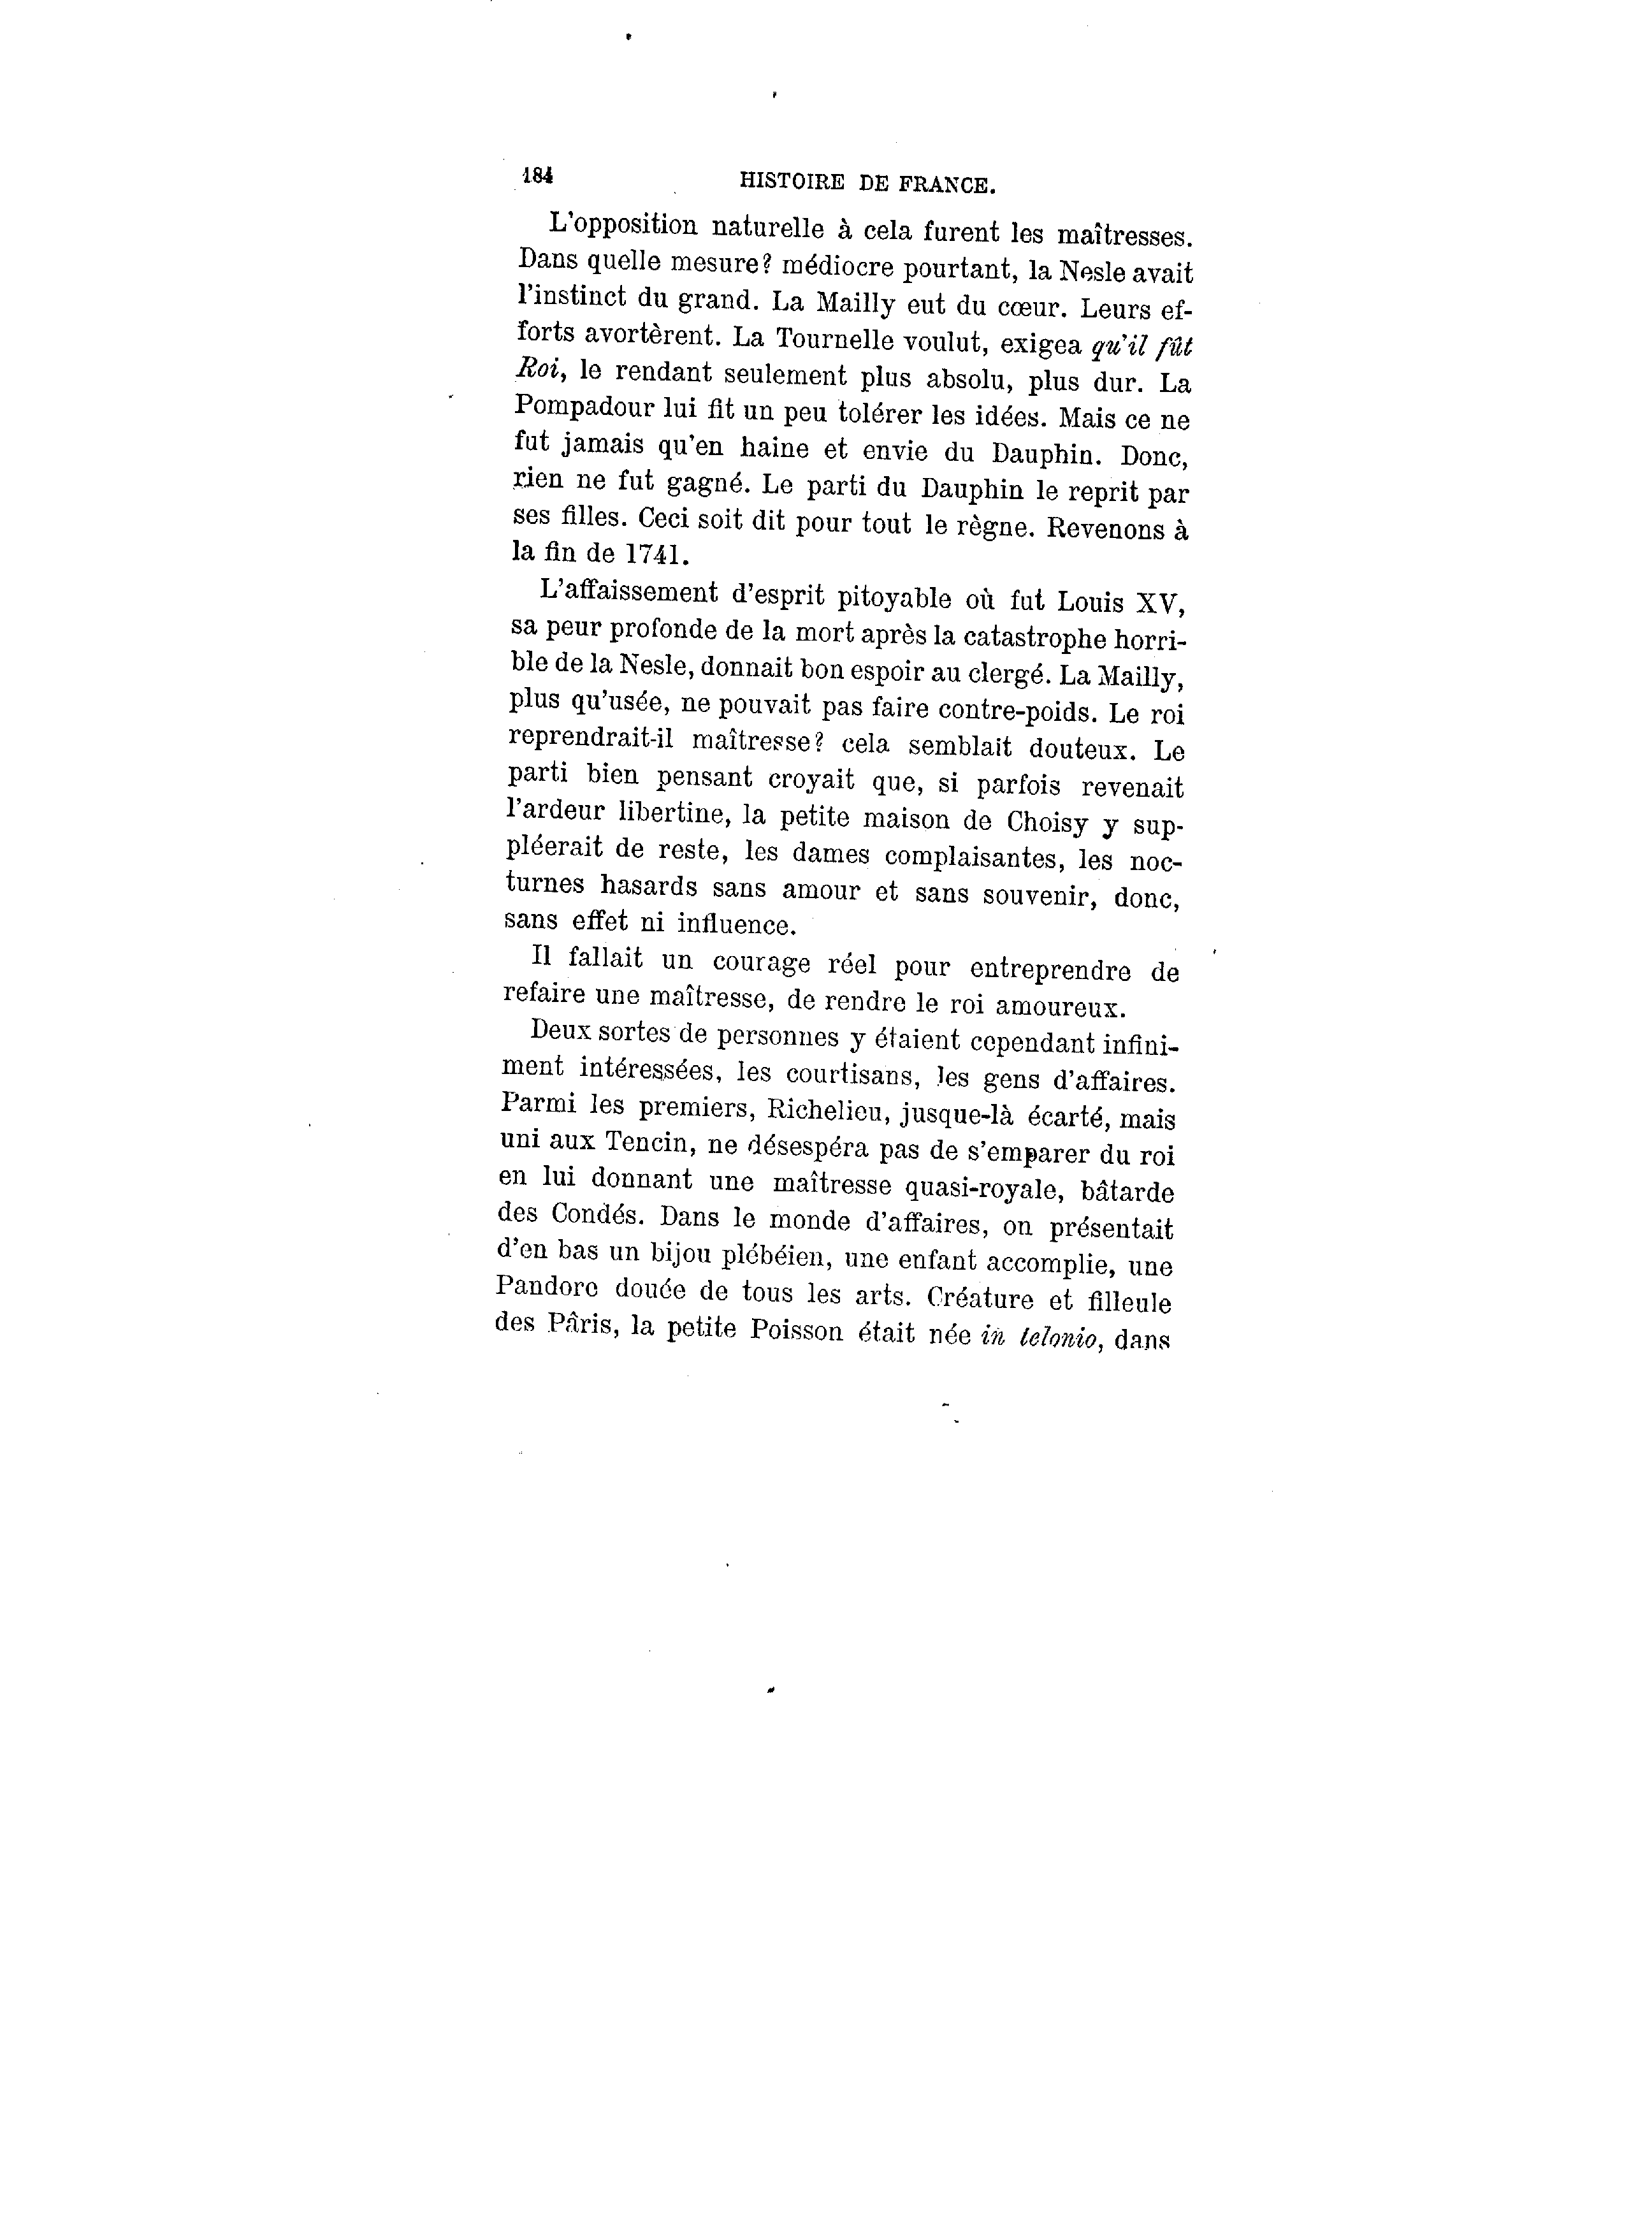 184 HISTOIRE DE FRANCE.
L'opposition naturelle à cela furent les maîtresses.
Dans quelle mesure? médiocre pourtant, la Nesle avait
l'instinct du grand. La Mailly eut du cœur. Leurs ef-
forts avortèrent. La Tournelle voulut, exigea qu'il fût
Roi, le rendant seulement plus absolu, plus dur. La
Pompadour lui fit un peu tolérer les idées. Mais ce ne
fut jamais qu'en haine et envie du Dauphin. Donc,
rien ne fut gagné. Le parti du Dauphin le reprit par
ses filles. Ceci soit dit pour tout le règne. Revenons à
la fin de 1741.
L'affaissement d'esprit pitoyable où fut Louis XV,
sa peur profonde de la mort après la catastrophe horri-
ble de la Nesle, donnait bon espoir au clergé. La Mailly,
plus qu'usée, ne pouvait pas faire contre-poids. Le roi
reprendrait-il maîtresse? cela semblait douteux. Le
parti bien pensant croyait que, si parfois revenait
l'ardeur libertine, la petite maison de Choisy y sup-
pléerait de reste, les dames complaisantes, les noc-
turnes hasards sans amour et sans souvenir, donc,
sans effet ni influence.
Il fallait un courage réel pour entreprendre de
refaire une maîtresse, de rendre le roi amoureux.
Deux sortes de personnes y étaient cependant infini-
ment intéressées, les courtisans, les gens d'affaires.
Parmi les premiers, Richelieu, jusque-là écarté, mais
uni aux Tencin, ne désespéra pas de s'emparer du roi
en lui donnant une maîtresse quasi-royale, bâtarde
des Condés. Dans le monde d'affaires, on présentait
d'en bas un bijou plébéien, une enfant accomplie, une
Pandore douée de tous les arts. Créature et filleule
des Pâris, la petite Poisson était née in telonio, dans